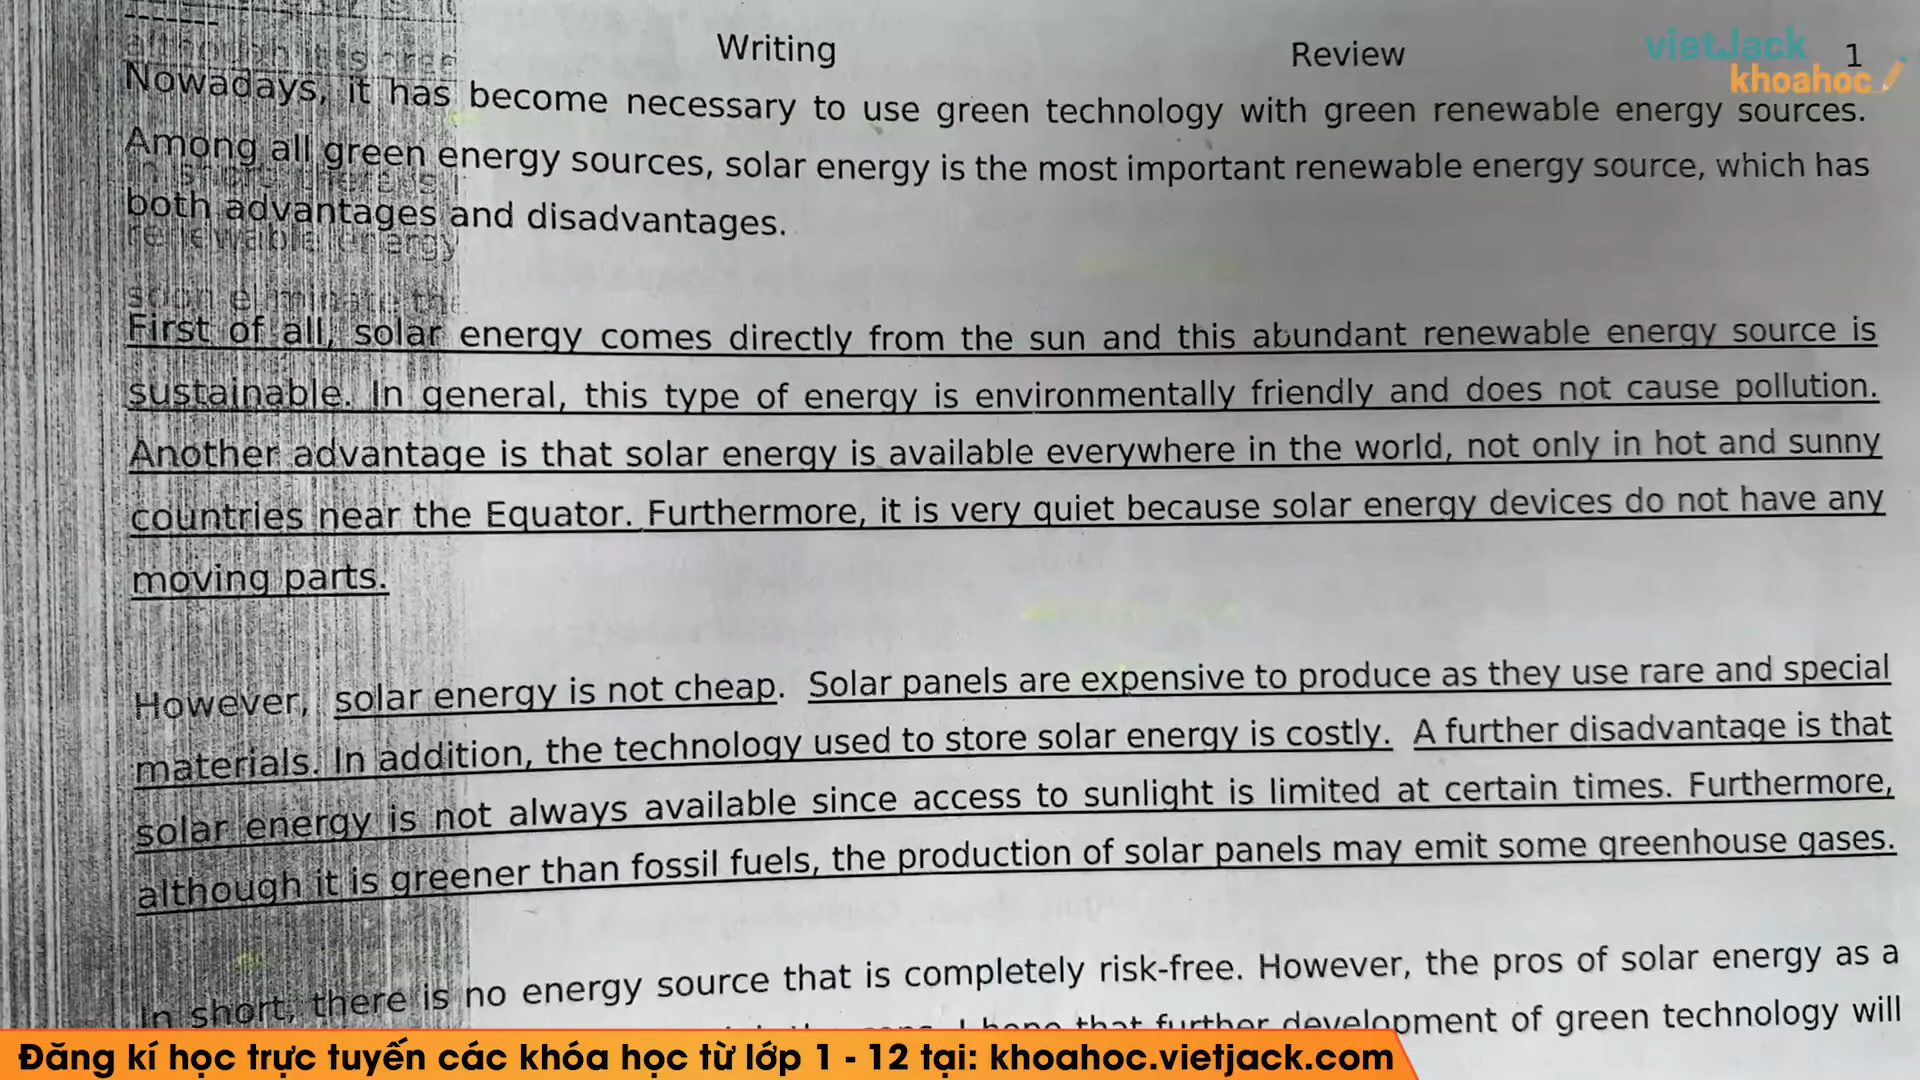 Writing Review 1
vietJack
khoahoc
Nowadays, it has become necessary to use green technology with green renewable energy sources.
Among all green energy sources, solar energy is the most important renewable energy source, which has
both advantages and disadvantages.
renewable energy
soon eliminate the
First of all, solar energy comes directly from the sun and this abundant renewable energy source is
sustainable. In general, this type of energy is environmentally friendly and does not cause pollution.
Another advantage is that solar energy is available everywhere in the world, not only in hot and sunny
countries near the Equator. Furthermore, it is very quiet because solar energy devices do not have any
moving parts.
However, solar energy is not cheap. Solar panels are expensive to produce as they use rare and special
materials. In addition, the technology used to store solar energy is costly. A further disadvantage is that
solar energy is not always available since access to sunlight is limited at certain times. Furthermore,
although it is greener than fossil fuels, the production of solar panels may emit some greenhouse gases.
In short, there is no energy source that is completely risk-free. However, the pros of solar energy as a
I hope that further development of green technology will
Đăng kí học trực tuyến các khóa học từ lớp 1 - 12 tại: khoahoc.vietjack.com